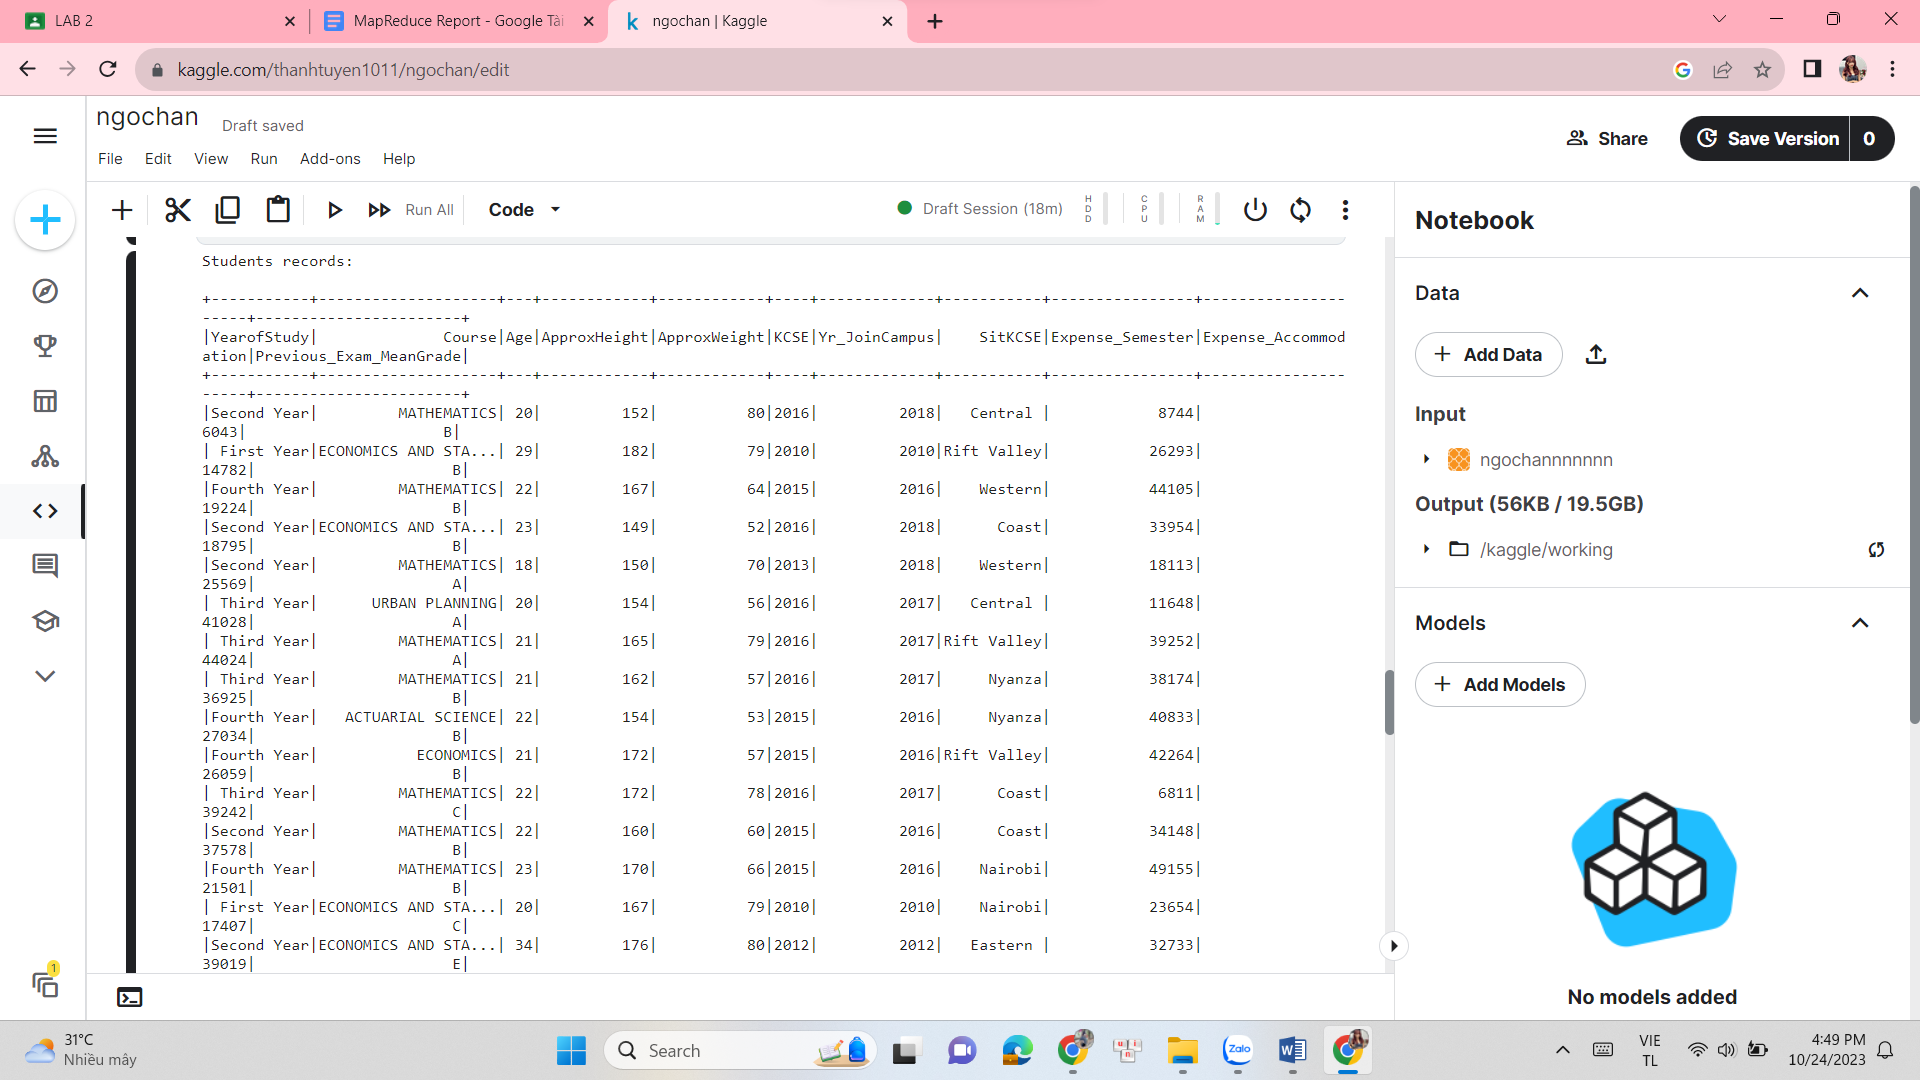 LAB 2
MapReduce Report - Google Tài
ngochan | Kaggle
kaggle.com/thanhtuyen1011/ngochan/edit
ngochan
Draft saved
File Edit View Run Add-ons Help
Share
Save Version 0
Run All
Code
Draft Session (18m)
HDD
CPU
RAM
Students records:
+-----------+--------------------+---+------------+------------+----+-------------+-----------+----------------+----------------
-----+-----------------------+
|YearofStudy|              Course|Age|ApproxHeight|ApproxWeight|KCSE|Yr_JoinCampus|    SitKCSE|Expense_Semester|Expense_Accommod
ation|Previous_Exam_MeanGrade|
+-----------+--------------------+---+------------+------------+----+-------------+-----------+----------------+----------------
-----+-----------------------+
|Second Year|         MATHEMATICS| 20|         152|          80|2016|         2018|   Central |            8744|
6043|                      B|
| First Year|ECONOMICS AND STA...| 29|         182|          79|2010|         2010|Rift Valley|           26293|
14782|                      B|
|Fourth Year|         MATHEMATICS| 22|         167|          64|2015|         2016|    Western|           44105|
19224|                      B|
|Second Year|ECONOMICS AND STA...| 23|         149|          52|2016|         2018|      Coast|           33954|
18795|                      B|
|Second Year|         MATHEMATICS| 18|         150|          70|2013|         2018|    Western|           18113|
25569|                      A|
| Third Year|      URBAN PLANNING| 20|         154|          56|2016|         2017|   Central |           11648|
41028|                      A|
| Third Year|         MATHEMATICS| 21|         165|          79|2016|         2017|Rift Valley|           39252|
44024|                      A|
| Third Year|         MATHEMATICS| 21|         162|          57|2016|         2017|     Nyanza|           38174|
36925|                      B|
|Fourth Year|   ACTUARIAL SCIENCE| 22|         154|          53|2015|         2016|     Nyanza|           40833|
27034|                      B|
|Fourth Year|           ECONOMICS| 21|         172|          57|2015|         2016|Rift Valley|           42264|
26059|                      B|
| Third Year|         MATHEMATICS| 22|         172|          78|2016|         2017|      Coast|            6811|
39242|                      C|
|Second Year|         MATHEMATICS| 22|         160|          60|2015|         2016|      Coast|           34148|
37578|                      B|
|Fourth Year|         MATHEMATICS| 23|         170|          66|2015|         2016|    Nairobi|           49155|
21501|                      B|
| First Year|ECONOMICS AND STA...| 20|         167|          79|2010|         2010|    Nairobi|           23654|
17407|                      C|
|Second Year|ECONOMICS AND STA...| 34|         176|          80|2012|         2012|   Eastern |           32733|
39019|                      E|
Notebook
Data
Add Data
Input
ngochannnnnnn
Output (56KB / 19.5GB)
/kaggle/working
Models
Add Models
No models added
1
31°C
Nhiều mây
Search
Zalo
VIE
TL
4:49 PM
10/24/2023